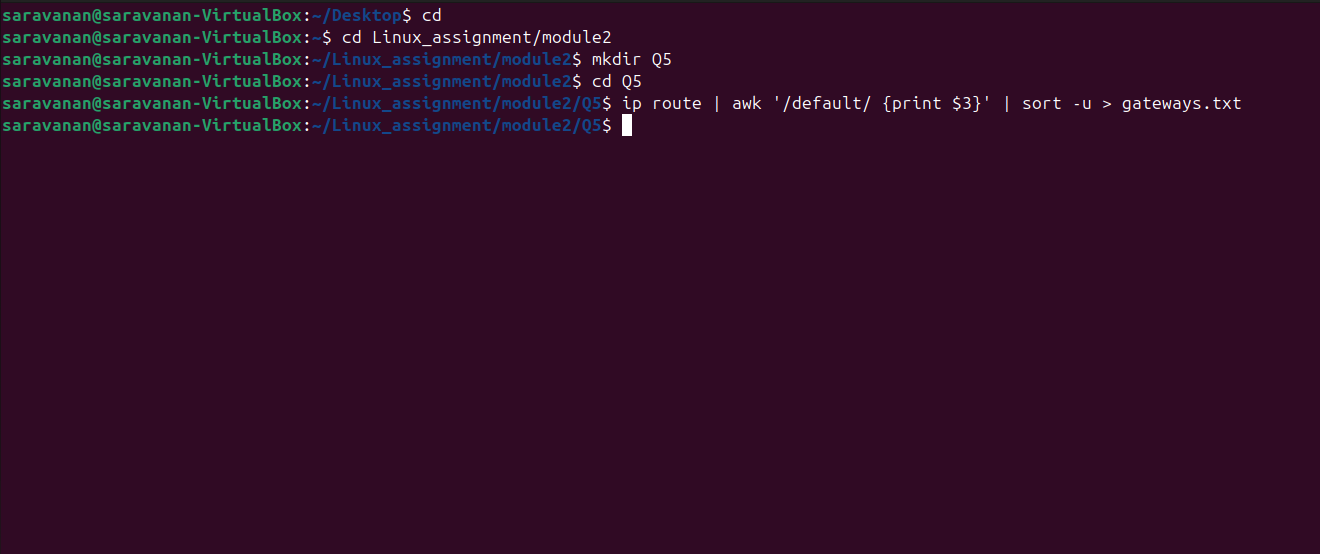 saravanan@saravanan-VirtualBox:~/Desktop$ cd
saravanan@saravanan-VirtualBox:~$ cd Linux_assignment/module2
saravanan@saravanan-VirtualBox:~/Linux_assignment/module2$ mkdir Q5
saravanan@saravanan-VirtualBox:~/Linux_assignment/module2$ cd Q5
saravanan@saravanan-VirtualBox:~/Linux_assignment/module2/Q5$ ip route | awk '/default/ {print $3}' | sort -u > gateways.txt
saravanan@saravanan-VirtualBox:~/Linux_assignment/module2/Q5$